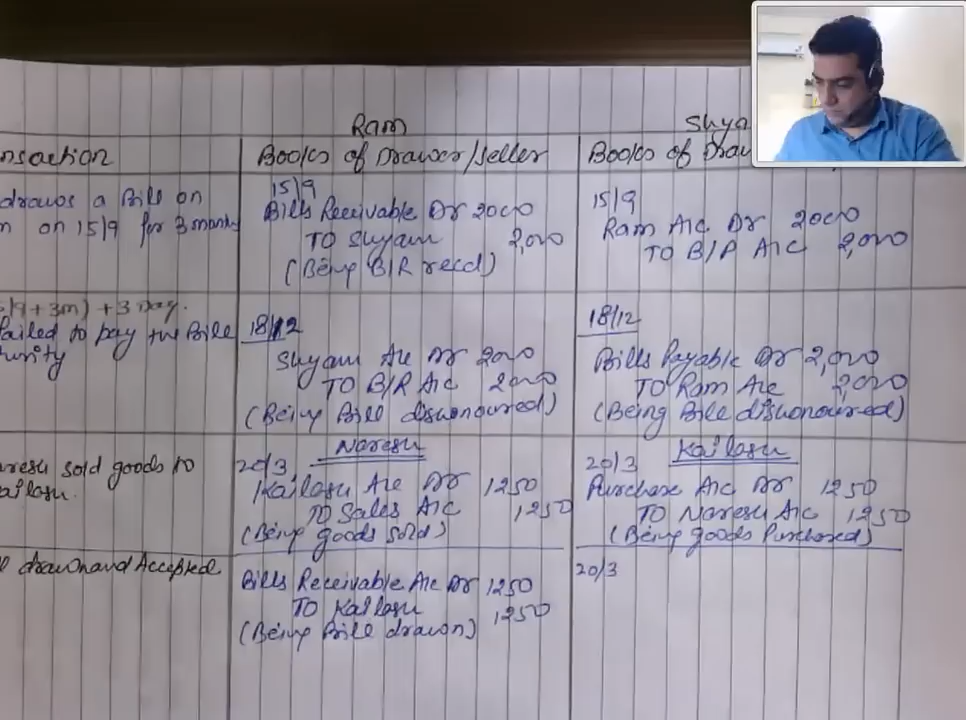 Ram
Shya
nsaction
Books of Drawer/seller
Books of Draw
draws a Bill on
n on 15/9 for 3 months
15/9
Bills Receivable Dr 2000
To Shyam 2,000
(Being B/R recd)
15/9
Ram A/c Dr 2000
To B/P A/c 2,000
5/9 + 3m) + 3 Day.
failed to pay the Bill
urity
18/12
Shyam A/c Dr 2000
To B/R A/c 2000
(Being Bill dishonoured)
18/12
Bills Payable Dr 2,000
To Ram A/c 2,000
(Being Bill dishonoured)
aresh sold goods to
ailash.
Naresh
20/3
Kailash A/c Dr 1250
To Sales A/c 1250
(Being goods sold)
Kailash
20/3
Purchase A/c Dr 1250
To Naresh A/c 1250
(Being goods Purchased)
l drawn and Accepted
Bills Receivable A/c Dr 1250
To Kailash 1250
(Being Bill drawn)
20/3